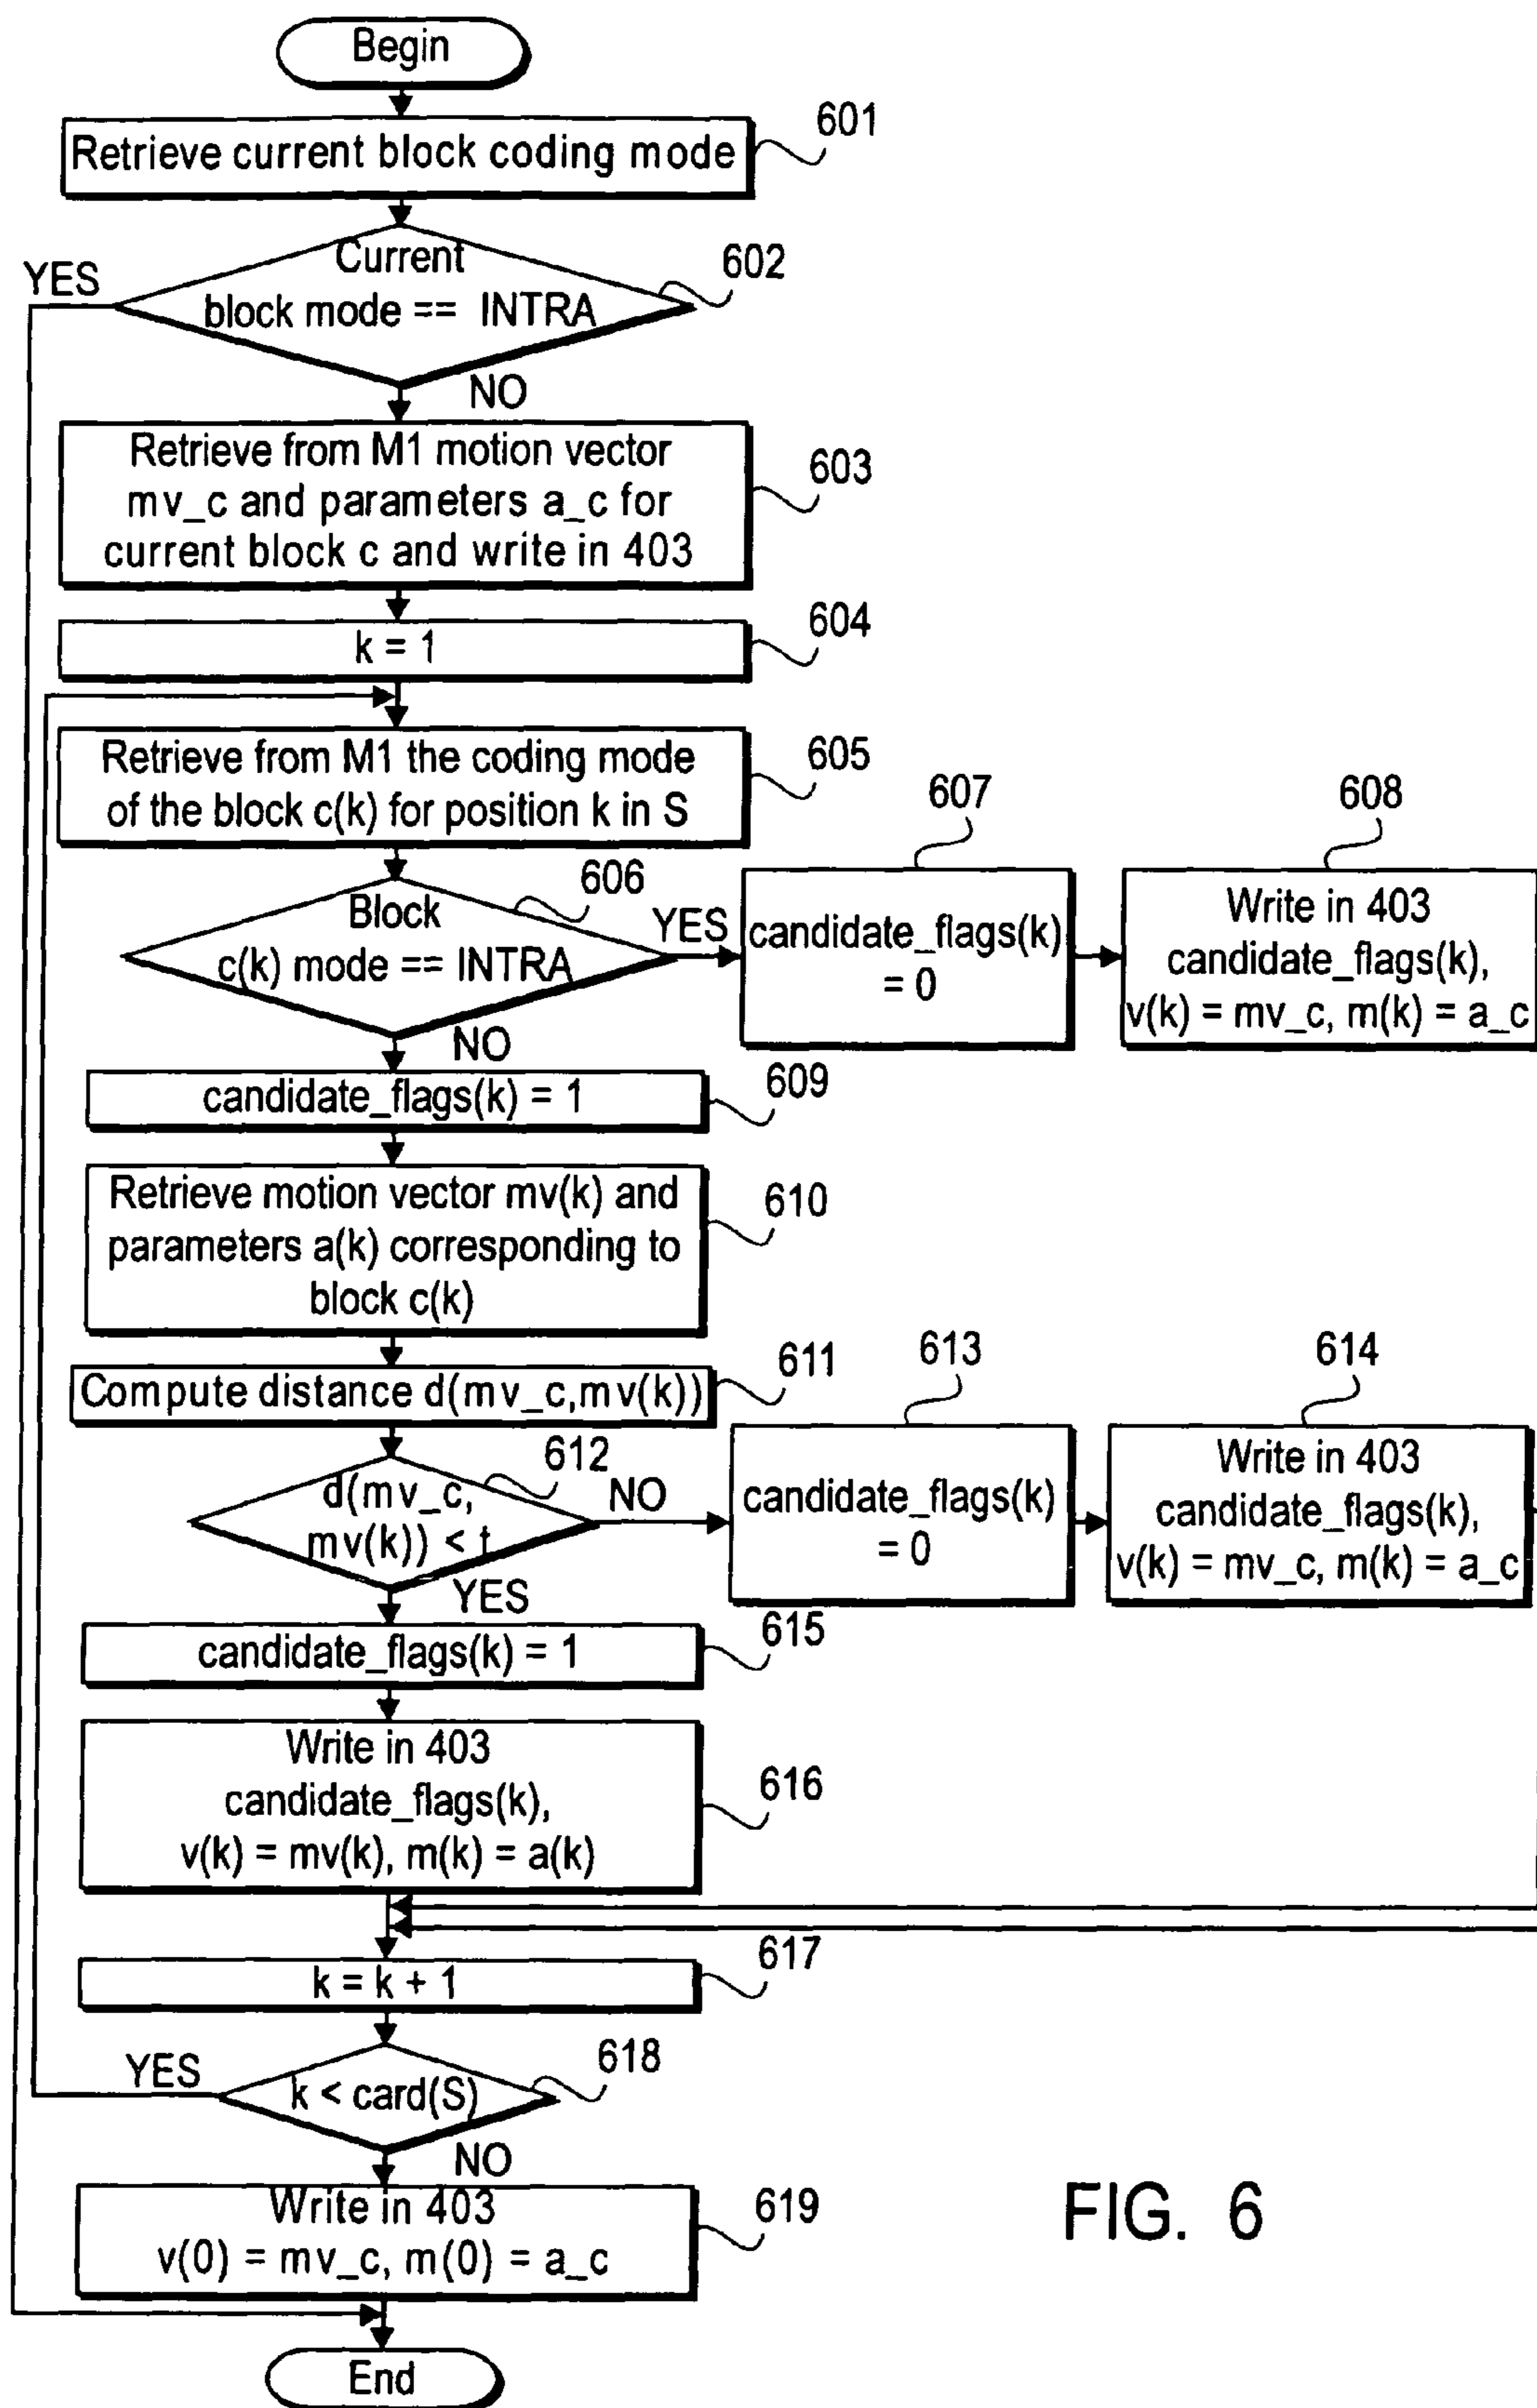 Begin
601
Retrieve current block coding mode
602
YES
Current
block mode == INTRA
NO
603
Retrieve from M1 motion vector
mv_c and parameters a_c for
current block c and write in 403
604
k = 1
605
Retrieve from M1 the coding mode
of the block c(k) for position k in S
607
608
606
Block
c(k) mode == INTRA
YES
candidate_flags(k)
= 0
Write in 403
candidate_flags(k),
v(k) = mv_c, m(k) = a_c
NO
609
candidate_flags(k) = 1
610
Retrieve motion vector mv(k) and
parameters a(k) corresponding to
block c(k)
611
613
614
Compute distance d(mv_c,mv(k))
612
d(mv_c,
mv(k)) < t
NO
candidate_flags(k)
= 0
Write in 403
candidate_flags(k),
v(k) = mv_c, m(k) = a_c
YES
615
candidate_flags(k) = 1
616
Write in 403
candidate_flags(k),
v(k) = mv(k), m(k) = a(k)
617
k = k + 1
618
YES
k < card(S)
NO
619
Write in 403
v(0) = mv_c, m(0) = a_c
FIG. 6
End